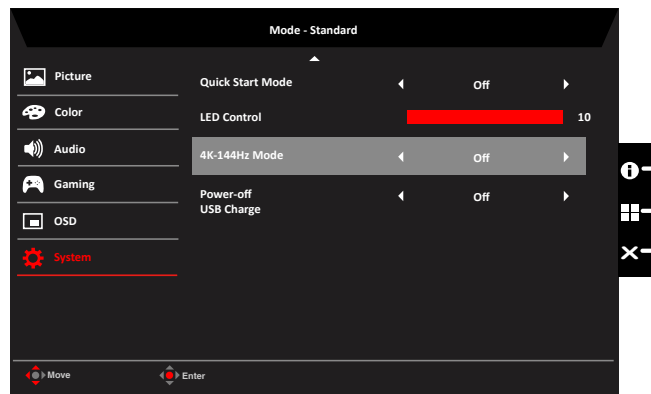 Mode - Standard
Picture
Color
Audio
Gaming
OSD
System
Quick Start Mode Off
LED Control 10
4K-144Hz Mode Off
Power-off
USB Charge Off
Move Enter